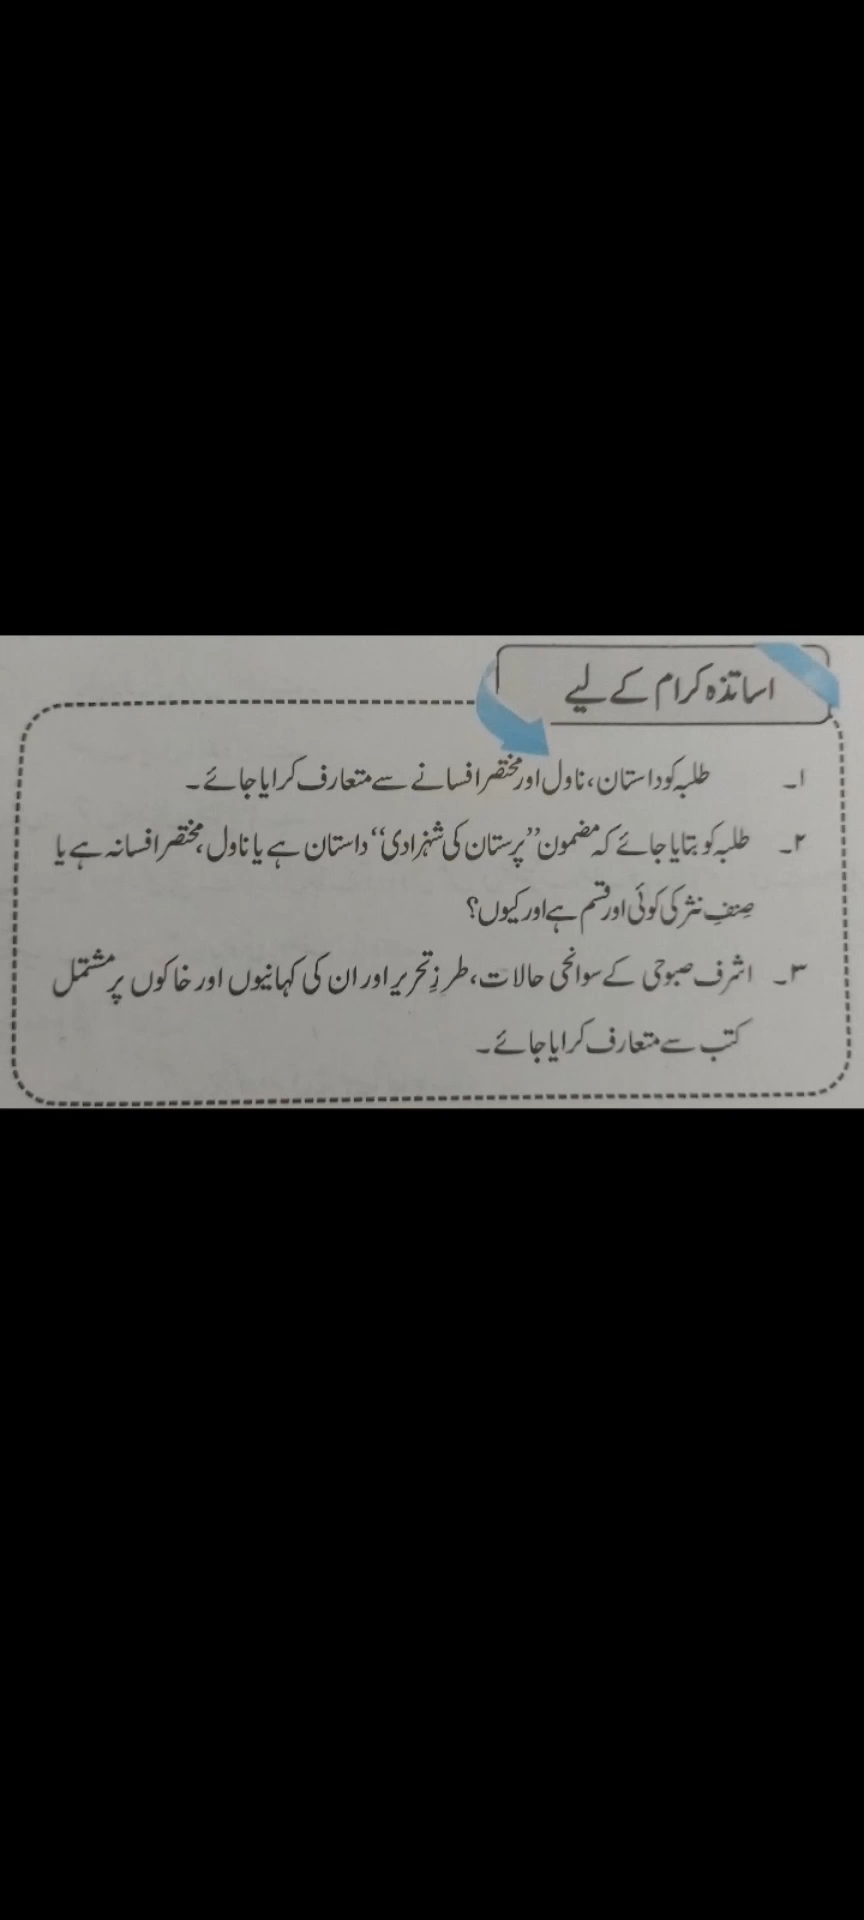 اساتذہ کرام کے لیے
۱۔ طلبہ کو داستان، ناول اور مختصر افسانے سے متعارف کرایا جائے۔
۲۔ طلبہ کو بتایا جائے کہ مضمون ”پرستان کی شہزادی“ داستان ہے یا ناول، مختصر افسانہ ہے یا
صِنفِ نثر کی کوئی اور قسم ہے اور کیوں؟
۳۔ اشرف صبوحی کے سوانحی حالات، طرزِ تحریر اور ان کی کہانیوں اور خاکوں پر مشتمل
کتب سے متعارف کرایا جائے۔